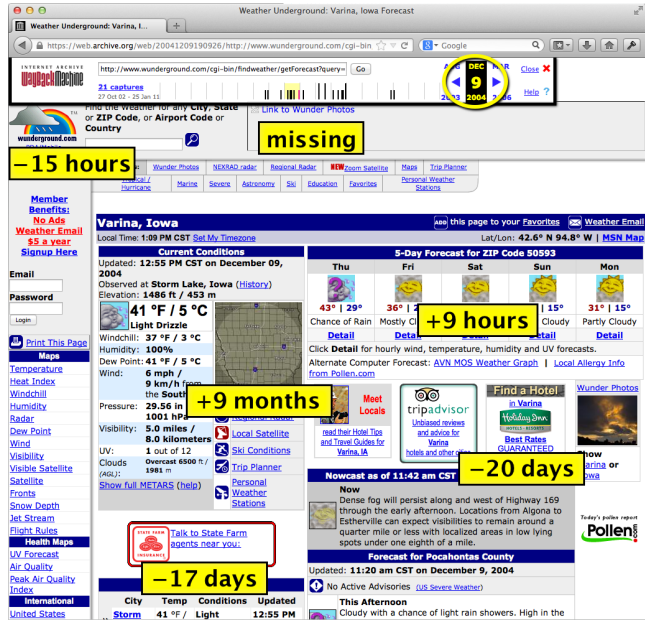 Weather Underground: Varina, Iowa Forecast
Weather Underground: Varina, I...
https://web.archive.org/web/20041209190926/http://www.wunderground.com/cgi-bin
Google
INTERNET ARCHIVE
WayBackMachine
http://www.wunderground.com/cgi-bin/findweather/getForecast?query=
Go
21 captures
27 Oct 02 - 25 Jan 11
AUG DEC MAR
9
2003 2004 2006
Close
Help ?
wunderground.com
Find the Weather for any City, State
or ZIP Code, or Airport Code or
Country
Link to Wunder Photos
missing
−15 hours
Wunder Photos NEXRAD radar Regional Radar NEW Zoom Satellite Maps Trip Planner
Tropical /
Hurricane Marine Severe Astronomy Ski Education Favorites Personal Weather
Stations
Member
Benefits:
No Ads
Weather Email
$5 a year
Signup Here
Email
Password
Login
Print This Page
Maps
Temperature
Heat Index
Windchill
Humidity
Radar
Dew Point
Wind
Visibility
Visible Satellite
Satellite
Fronts
Snow Depth
Jet Stream
Flight Rules
Health Maps
UV Forecast
Air Quality
Peak Air Quality
Index
International
United States
Varina, Iowa
ADD this page to your Favorites Weather Email
Local Time: 1:09 PM CST Set My Timezone
Lat/Lon: 42.6° N 94.8° W | MSN Map
Current Conditions
Updated: 12:55 PM CST on December 09,
2004
Observed at Storm Lake, Iowa (History)
Elevation: 1486 ft / 453 m
41 °F / 5 °C
Light Drizzle
Windchill: 37 °F / 3 °C
Humidity: 100%
Dew Point: 41 °F / 5 °C
Wind: 6 mph /
9 km/h from
the
+9 months
Pressure: 29.56 in
1001 hPa
Visibility: 5.0 miles /
8.0 kilometers
UV: 1 out of 12
Clouds Overcast 6500 ft /
(AGL): 1981 m
Show full METARS (help)
Regional Radar
Local Satellite
Ski Conditions
Trip Planner
Personal
Weather
Stations
STATE FARM
INSURANCE
Talk to State Farm
agents near you:
−17 days
City Temp Conditions Updated
Storm 41 °F / Light 12:55 PM
5-Day Forecast for ZIP Code 50593
Thu Fri Sat Sun Mon
43° | 29° 36° | 15° 31° | 15°
Chance of Rain Mostly Cloudy Partly Cloudy
+9 hours
Detail Detail Detail Detail Detail
Click Detail for hourly wind, temperature, humidity and UV forecasts.
Alternate Computer Forecast: AVN MOS Weather Graph | Local Allergy Info
from Pollen.com
Meet
Locals
read their Hotel Tips
and Travel Guides for
Varina, IA
tripadvisor
Unbiased reviews
and advice for
Varina
hotels and other cities
Find a Hotel
in Varina
Holiday Inn
HOTELS · RESORTS
Best Rates
GUARANTEED
Wunder Photos
Show
Varina or
Iowa
−20 days
Nowcast as of 11:42 am CST
Now
Dense fog will persist along and west of Highway 169
through the early afternoon. Locations from Algona to
Estherville can expect visibilities to remain around a
quarter mile or less with localized areas in low lying
spots under one eighth of a mile.
Today's pollen report
Pollen
Forecast for Pocahontas County
Updated: 11:20 am CST on December 9, 2004
No Active Advisories (US Severe Weather)
This Afternoon
Cloudy with a chance of light rain showers. High in the